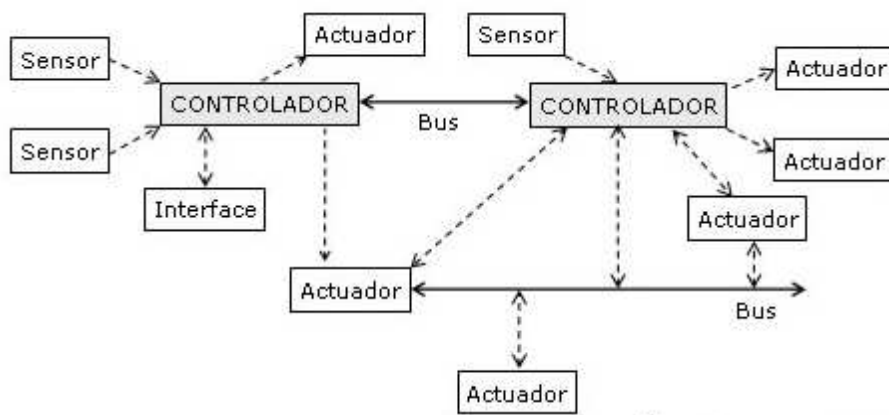 Actuador
Sensor
Sensor
Actuador
CONTROLADOR
CONTROLADOR
Bus
Sensor
Actuador
Interface
Actuador
Actuador
Bus
Actuador